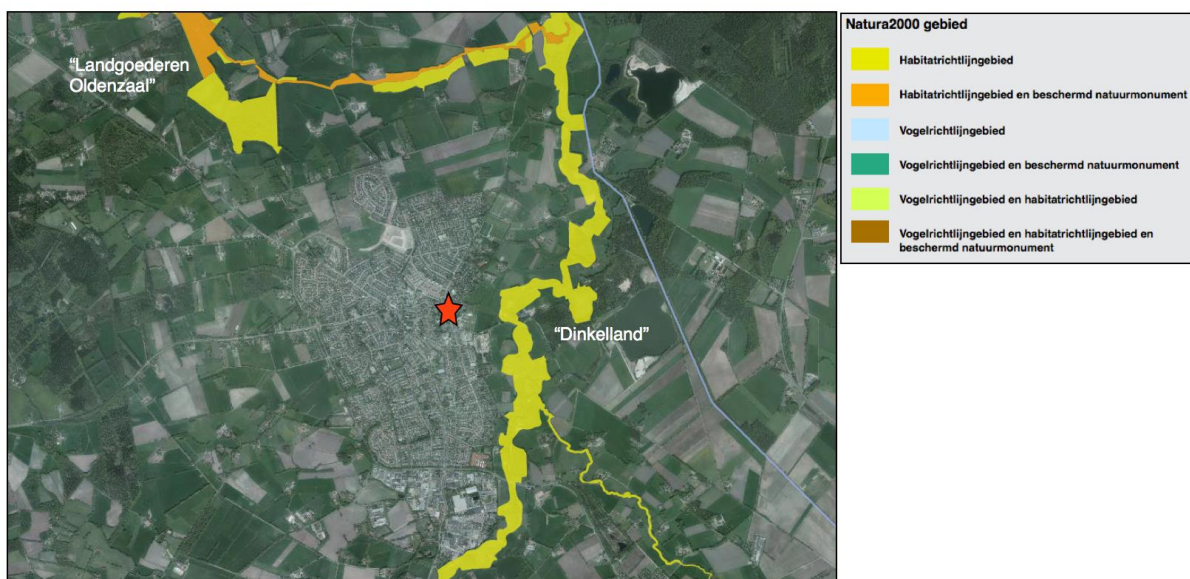 “Landgoederen
Oldenzaal”
“Dinkelland”
Natura2000 gebied
Habitatrichtlijngebied
Habitatrichtlijngebied en beschermd natuurmonument
Vogelrichtlijngebied
Vogelrichtlijngebied en beschermd natuurmonument
Vogelrichtlijngebied en habitatrichtlijngebied
Vogelrichtlijngebied en habitatrichtlijngebied en
beschermd natuurmonument